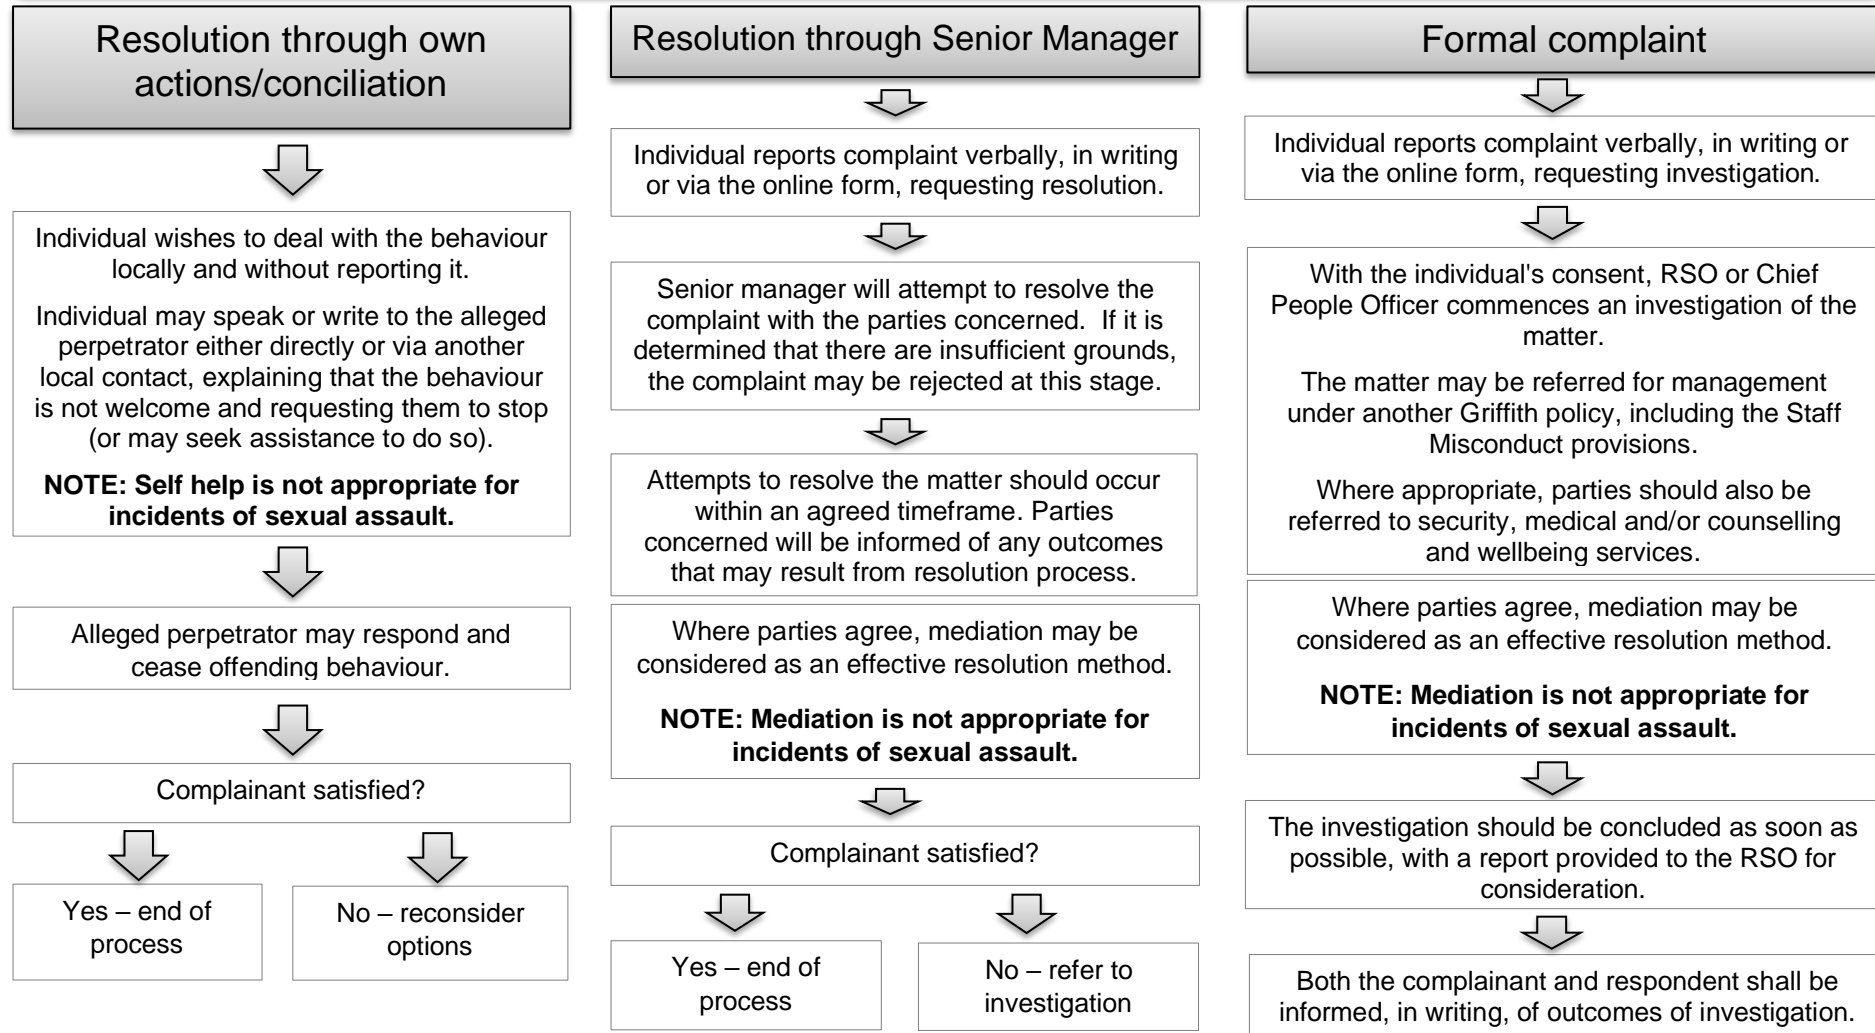 Resolution through own
actions/conciliation
Individual wishes to deal with the behaviour
locally and without reporting it.
Individual may speak or write to the alleged
perpetrator either directly or via another
local contact, explaining that the behaviour
is not welcome and requesting them to stop
(or may seek assistance to do so).
NOTE: Self help is not appropriate for
incidents of sexual assault.
Alleged perpetrator may respond and
cease offending behaviour.
Complainant satisfied?
Yes – end of
process
No – reconsider
options
Resolution through Senior Manager
Individual reports complaint verbally, in writing
or via the online form, requesting resolution.
Senior manager will attempt to resolve the
complaint with the parties concerned.  If it is
determined that there are insufficient grounds,
the complaint may be rejected at this stage.
Attempts to resolve the matter should occur
within an agreed timeframe. Parties
concerned will be informed of any outcomes
that may result from resolution process.
Where parties agree, mediation may be
considered as an effective resolution method.
NOTE: Mediation is not appropriate for
incidents of sexual assault.
Complainant satisfied?
Yes – end of
process
No – refer to
investigation
Formal complaint
Individual reports complaint verbally, in writing or
via the online form, requesting investigation.
With the individual's consent, RSO or Chief
People Officer commences an investigation of the
matter.
The matter may be referred for management
under another Griffith policy, including the Staff
Misconduct provisions.
Where appropriate, parties should also be
referred to security, medical and/or counselling
and wellbeing services.
Where parties agree, mediation may be
considered as an effective resolution method.
NOTE: Mediation is not appropriate for
incidents of sexual assault.
The investigation should be concluded as soon as
possible, with a report provided to the RSO for
consideration.
Both the complainant and respondent shall be
informed, in writing, of outcomes of investigation.